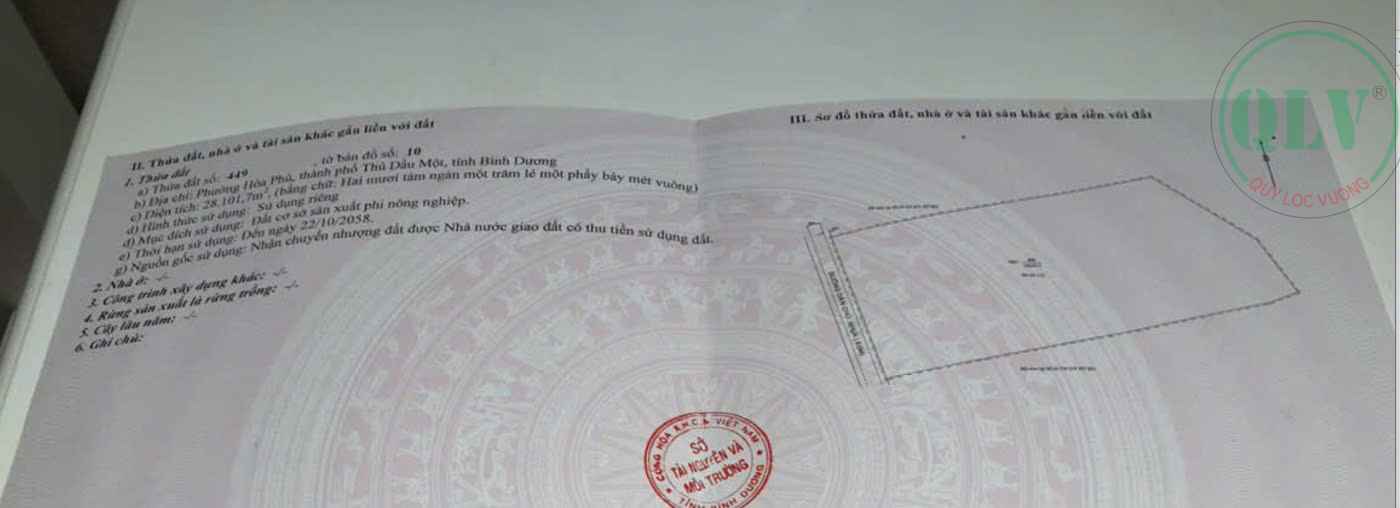 II. Thửa đất, nhà ở và tài sản khác gắn liền với đất
1. Thửa đất
a) Thửa đất số: 449 , tờ bản đồ số: 10
b) Địa chỉ: Phường Hòa Phú, thành phố Thủ Dầu Một, tỉnh Bình Dương
c) Diện tích: 28.101,7m², (bằng chữ: Hai mươi tám ngàn một trăm lẻ một phẩy bảy mét vuông)
d) Hình thức sử dụng: Sử dụng riêng
đ) Mục đích sử dụng: Đất cơ sở sản xuất phi nông nghiệp.
e) Thời hạn sử dụng: Đến ngày 22/10/2058.
g) Nguồn gốc sử dụng: Nhận chuyển nhượng đất được Nhà nước giao đất có thu tiền sử dụng đất.
2. Nhà ở: -/-
3. Công trình xây dựng khác: -/-
4. Rừng sản xuất là rừng trồng: -/-
5. Cây lâu năm: -/-
6. Ghi chú:
III. Sơ đồ thửa đất, nhà ở và tài sản khác gắn liền với đất
QLV®
QUÝ LỘC VƯỢNG
CỘNG HÒA X.H.C.N VIỆT NAM
SỞ
TÀI NGUYÊN VÀ
MÔI TRƯỜNG
TỈNH BÌNH DƯƠNG